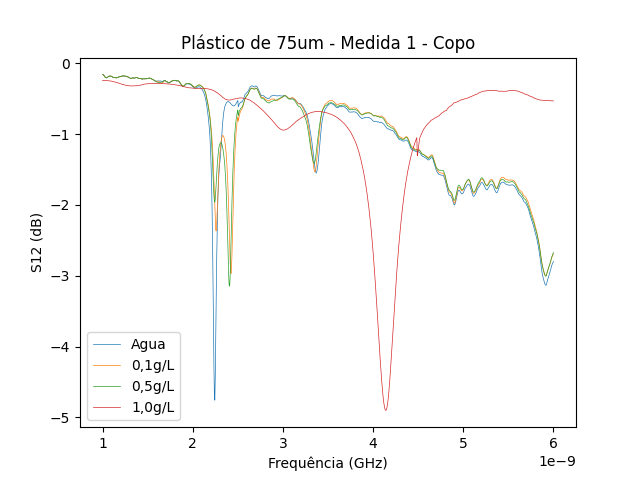 Plástico de 75um - Medida 1 - Copo
0
−1
−2
−3
−4
−5
S12 (dB)
Agua
0,1g/L
0,5g/L
1,0g/L
1 2 3 4 5 6
Frequência (GHz)
1e−9